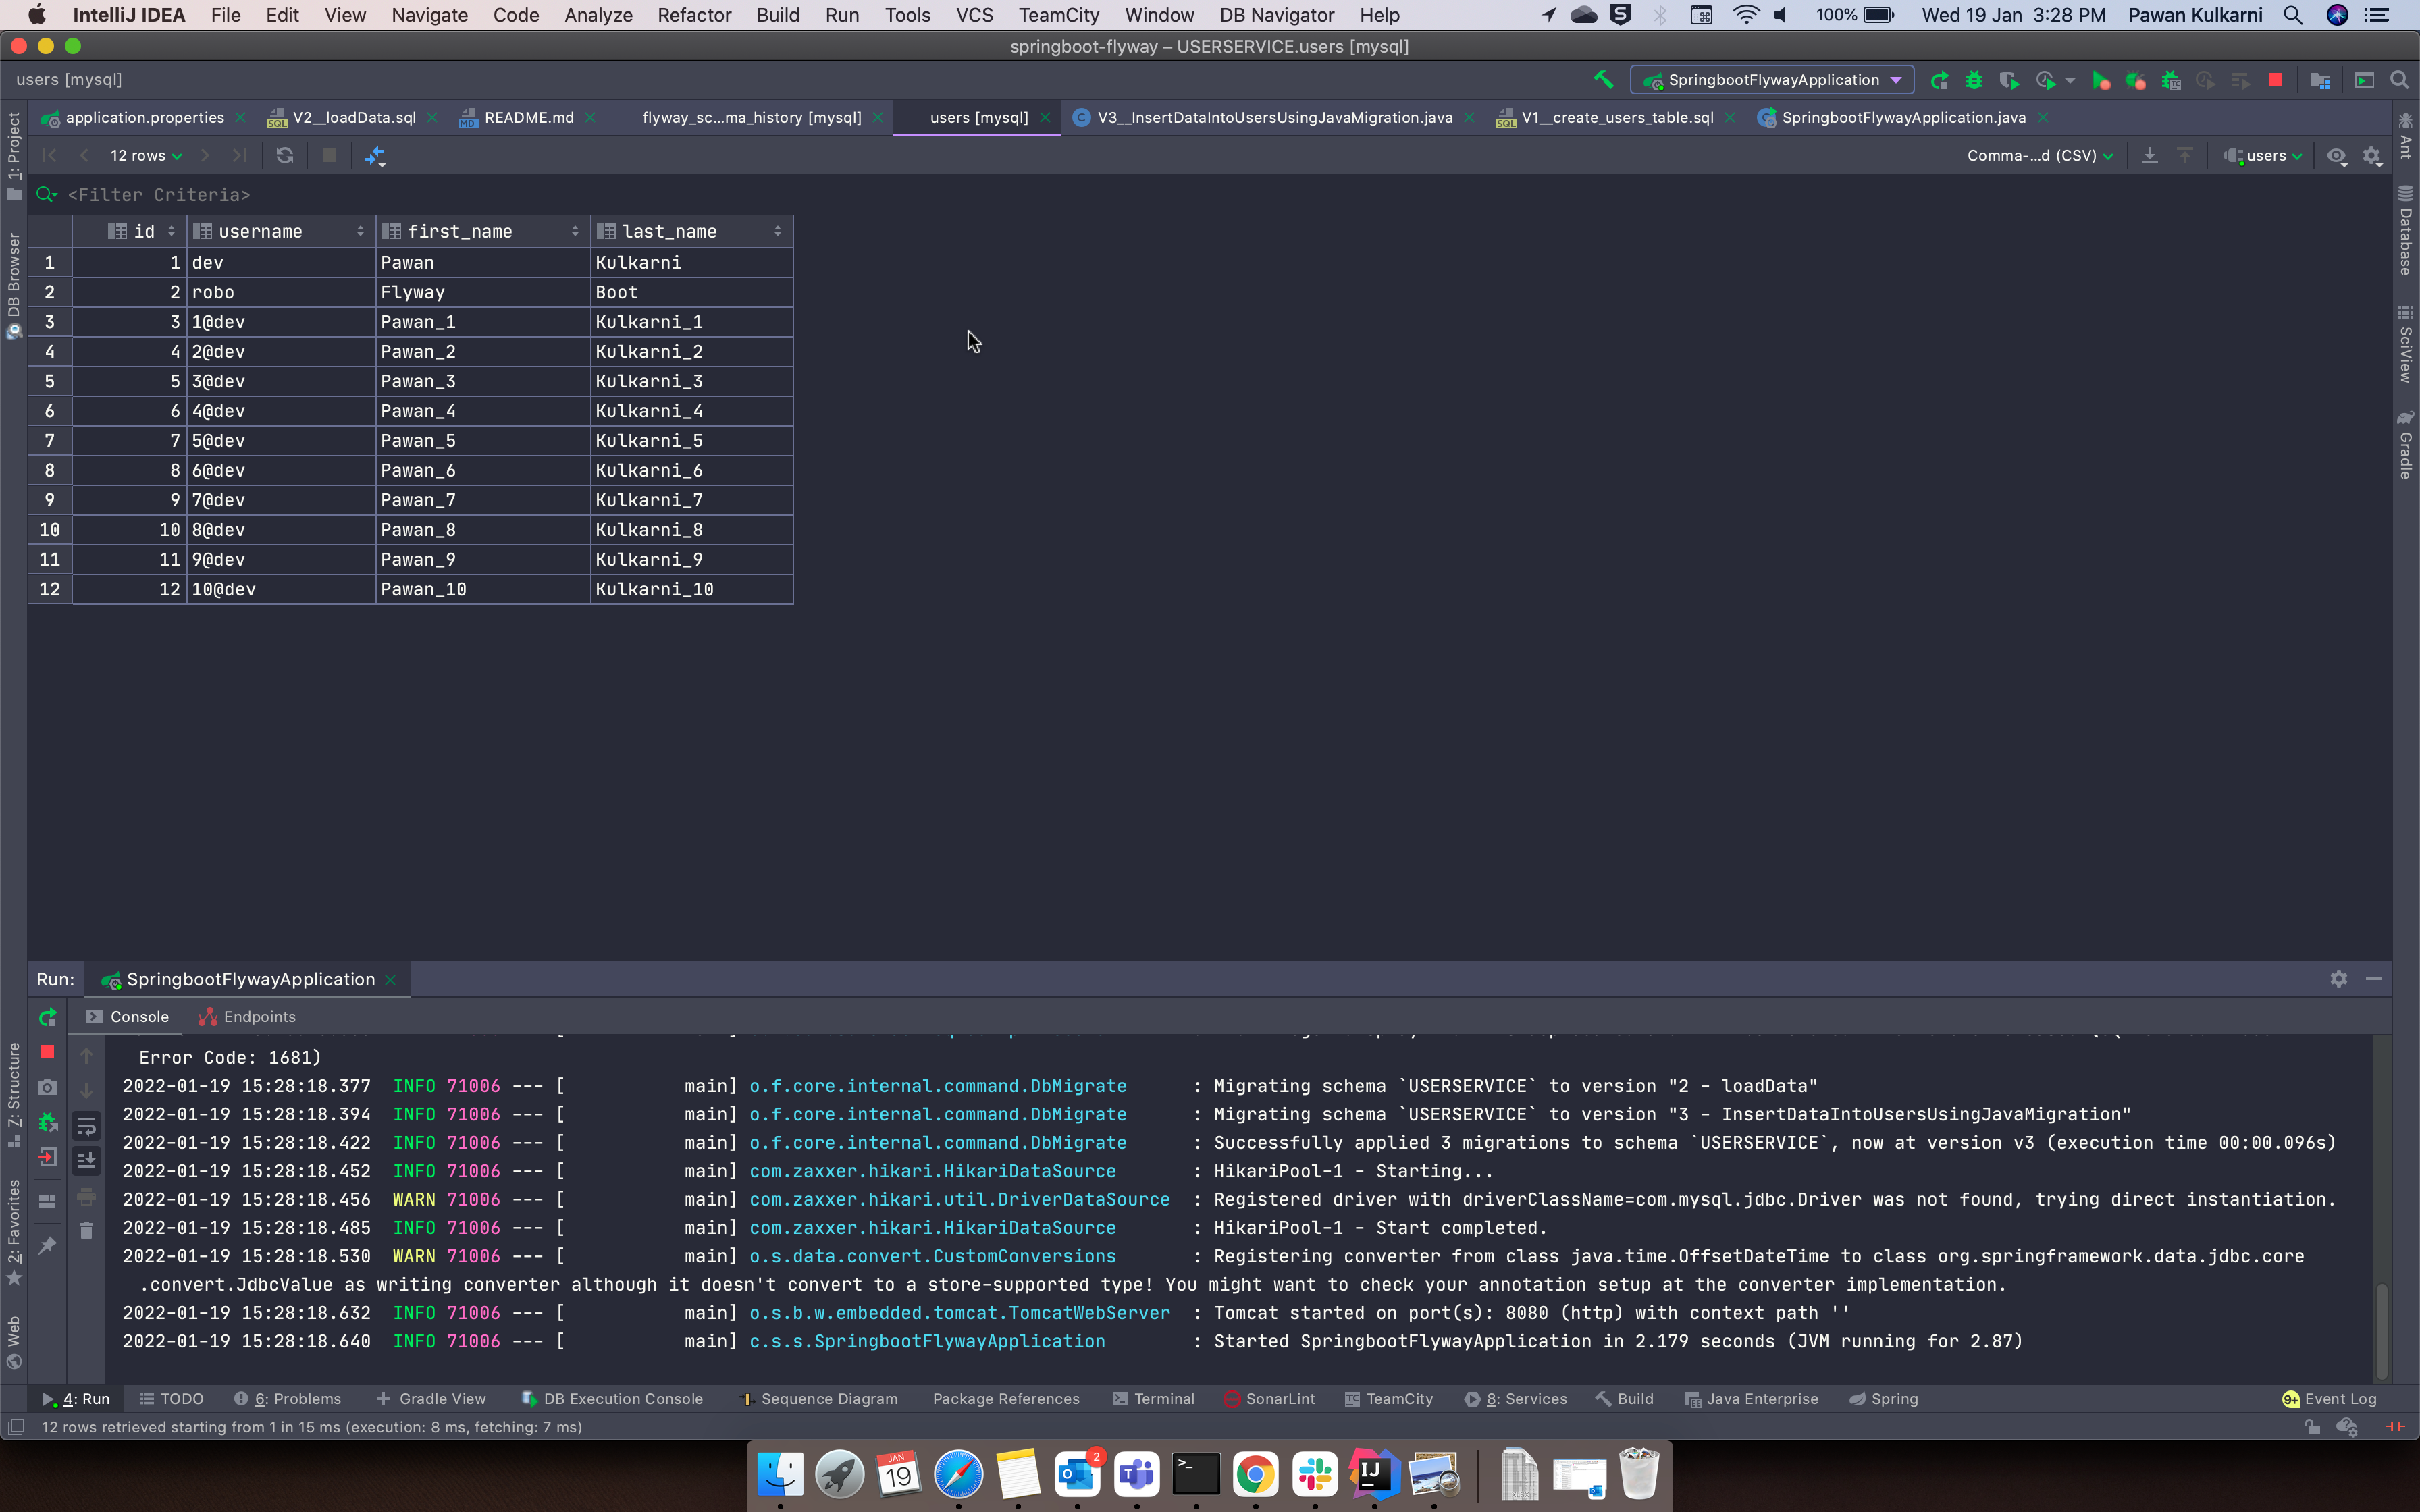 IntelliJ IDEA File Edit View Navigate Code Analyze Refactor Build Run Tools VCS TeamCity Window DB Navigator Help 100% Wed 19 Jan 3:28 PM Pawan Kulkarni
springboot-flyway – USERSERVICE.users [mysql]
users [mysql] SpringbootFlywayApplication
application.properties V2__loadData.sql README.md flyway_sc...ma_history [mysql] users [mysql] V3__InsertDataIntoUsersUsingJavaMigration.java V1__create_users_table.sql SpringbootFlywayApplication.java
12 rows Comma-...d (CSV) users
<Filter Criteria>
id username first_name last_name
1 1 dev Pawan Kulkarni
2 2 robo Flyway Boot
3 3 1@dev Pawan_1 Kulkarni_1
4 4 2@dev Pawan_2 Kulkarni_2
5 5 3@dev Pawan_3 Kulkarni_3
6 6 4@dev Pawan_4 Kulkarni_4
7 7 5@dev Pawan_5 Kulkarni_5
8 8 6@dev Pawan_6 Kulkarni_6
9 9 7@dev Pawan_7 Kulkarni_7
10 10 8@dev Pawan_8 Kulkarni_8
11 11 9@dev Pawan_9 Kulkarni_9
12 12 10@dev Pawan_10 Kulkarni_10
1: Project
DB Browser
Z: Structure
2: Favorites
Web
Ant
Database
SciView
Gradle
Run: SpringbootFlywayApplication
Console Endpoints
Error Code: 1681)
2022-01-19 15:28:18.377 INFO 71006 --- [ main] o.f.core.internal.command.DbMigrate : Migrating schema `USERSERVICE` to version "2 - loadData"
2022-01-19 15:28:18.394 INFO 71006 --- [ main] o.f.core.internal.command.DbMigrate : Migrating schema `USERSERVICE` to version "3 - InsertDataIntoUsersUsingJavaMigration"
2022-01-19 15:28:18.422 INFO 71006 --- [ main] o.f.core.internal.command.DbMigrate : Successfully applied 3 migrations to schema `USERSERVICE`, now at version v3 (execution time 00:00.096s)
2022-01-19 15:28:18.452 INFO 71006 --- [ main] com.zaxxer.hikari.HikariDataSource : HikariPool-1 - Starting...
2022-01-19 15:28:18.456 WARN 71006 --- [ main] com.zaxxer.hikari.util.DriverDataSource : Registered driver with driverClassName=com.mysql.jdbc.Driver was not found, trying direct instantiation.
2022-01-19 15:28:18.485 INFO 71006 --- [ main] com.zaxxer.hikari.HikariDataSource : HikariPool-1 - Start completed.
2022-01-19 15:28:18.530 WARN 71006 --- [ main] o.s.data.convert.CustomConversions : Registering converter from class java.time.OffsetDateTime to class org.springframework.data.jdbc.core
.convert.JdbcValue as writing converter although it doesn't convert to a store-supported type! You might want to check your annotation setup at the converter implementation.
2022-01-19 15:28:18.632 INFO 71006 --- [ main] o.s.b.w.embedded.tomcat.TomcatWebServer : Tomcat started on port(s): 8080 (http) with context path ''
2022-01-19 15:28:18.640 INFO 71006 --- [ main] c.s.s.SpringbootFlywayApplication : Started SpringbootFlywayApplication in 2.179 seconds (JVM running for 2.87)
4: Run TODO 6: Problems Gradle View DB Execution Console Sequence Diagram Package References Terminal SonarLint TeamCity 8: Services Build Java Enterprise Spring 9+ Event Log
12 rows retrieved starting from 1 in 15 ms (execution: 8 ms, fetching: 7 ms)
JAN
19
2
IJ